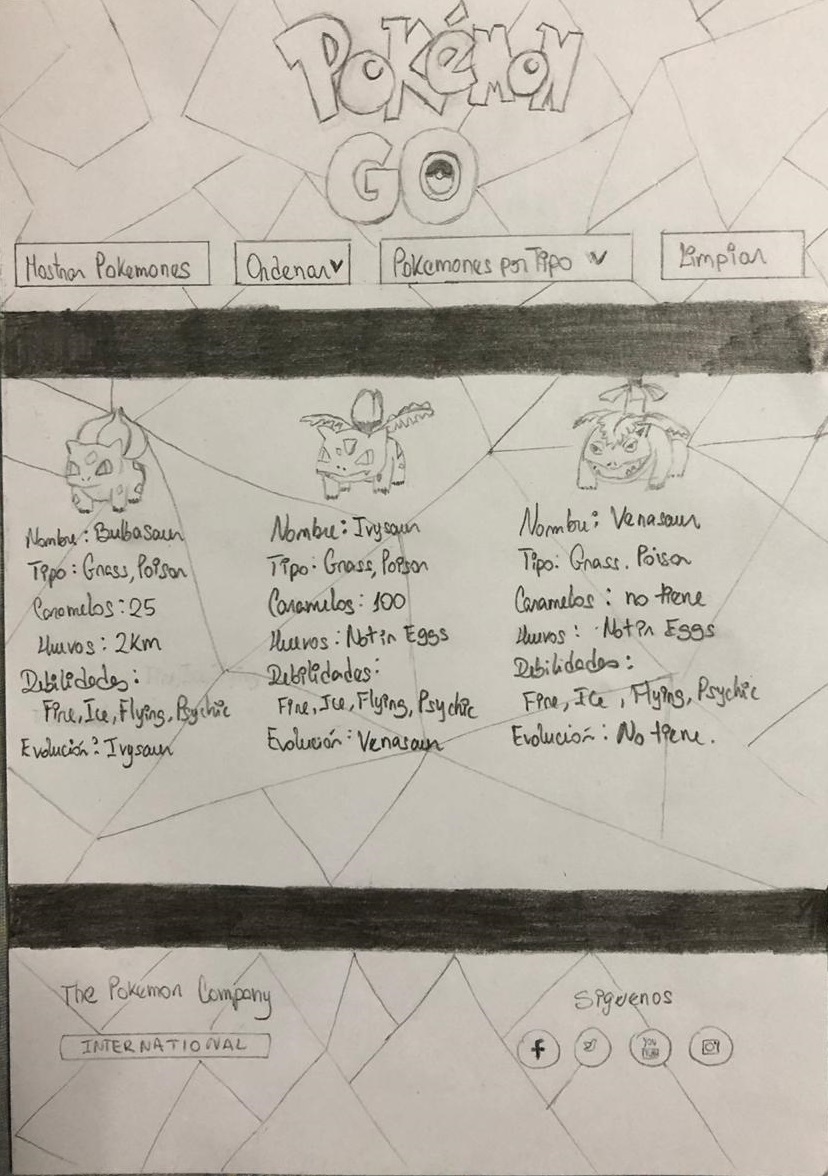 Pokémon
GO
Mostrar Pokemones
Ordenar
Pokemones por Tipo
Limpiar
Nombre: Bulbasaur
Tipo: Grass, Poison
Caramelos: 25
Huevos: 2Km
Debilidades:
Fire, Ice, Flying, Psychic
Evolución: Ivysaur
Nombre: Ivysaur
Tipo: Grass, Poison
Caramelos: 100
Huevos: Not in Eggs
Debilidades:
Fire, Ice, Flying, Psychic
Evolución: Venasaur
Nombre: Venasaur
Tipo: Grass. Poison
Caramelos: no tiene
Huevos: Not in Eggs
Debilidades:
Fire, Ice, Flying, Psychic
Evolución: No tiene.
The Pokemon Company
INTERNATIONAL
Siguenos
f
You
Tube